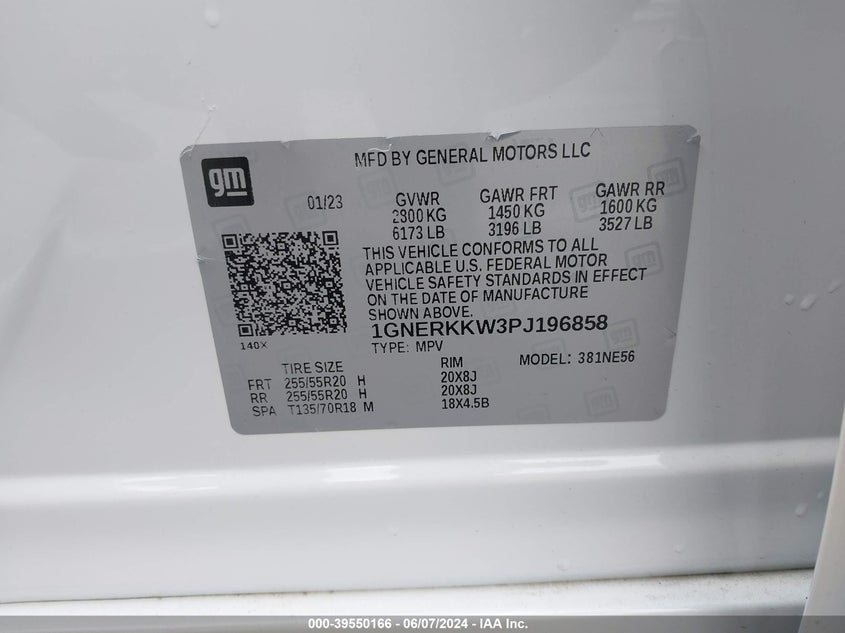 gm
MFD BY GENERAL MOTORS LLC
01/23
GVWR GAWR FRT GAWR RR
2800 KG 1450 KG 1600 KG
6173 LB 3196 LB 3527 LB
THIS VEHICLE CONFORMS TO ALL
APPLICABLE U.S. FEDERAL MOTOR
VEHICLE SAFETY STANDARDS IN EFFECT
ON THE DATE OF MANUFACTURE
SHOWN ABOVE.
1GNERKKW3PJ196858
140X
TYPE: MPV MODEL: 381NE56
TIRE SIZE RIM
FRT 255/55R20 H 20X8J
RR 255/55R20 H 20X8J
SPA T135/70R18 M 18X4.5B
000-39550166 - 06/07/2024 - IAA Inc.